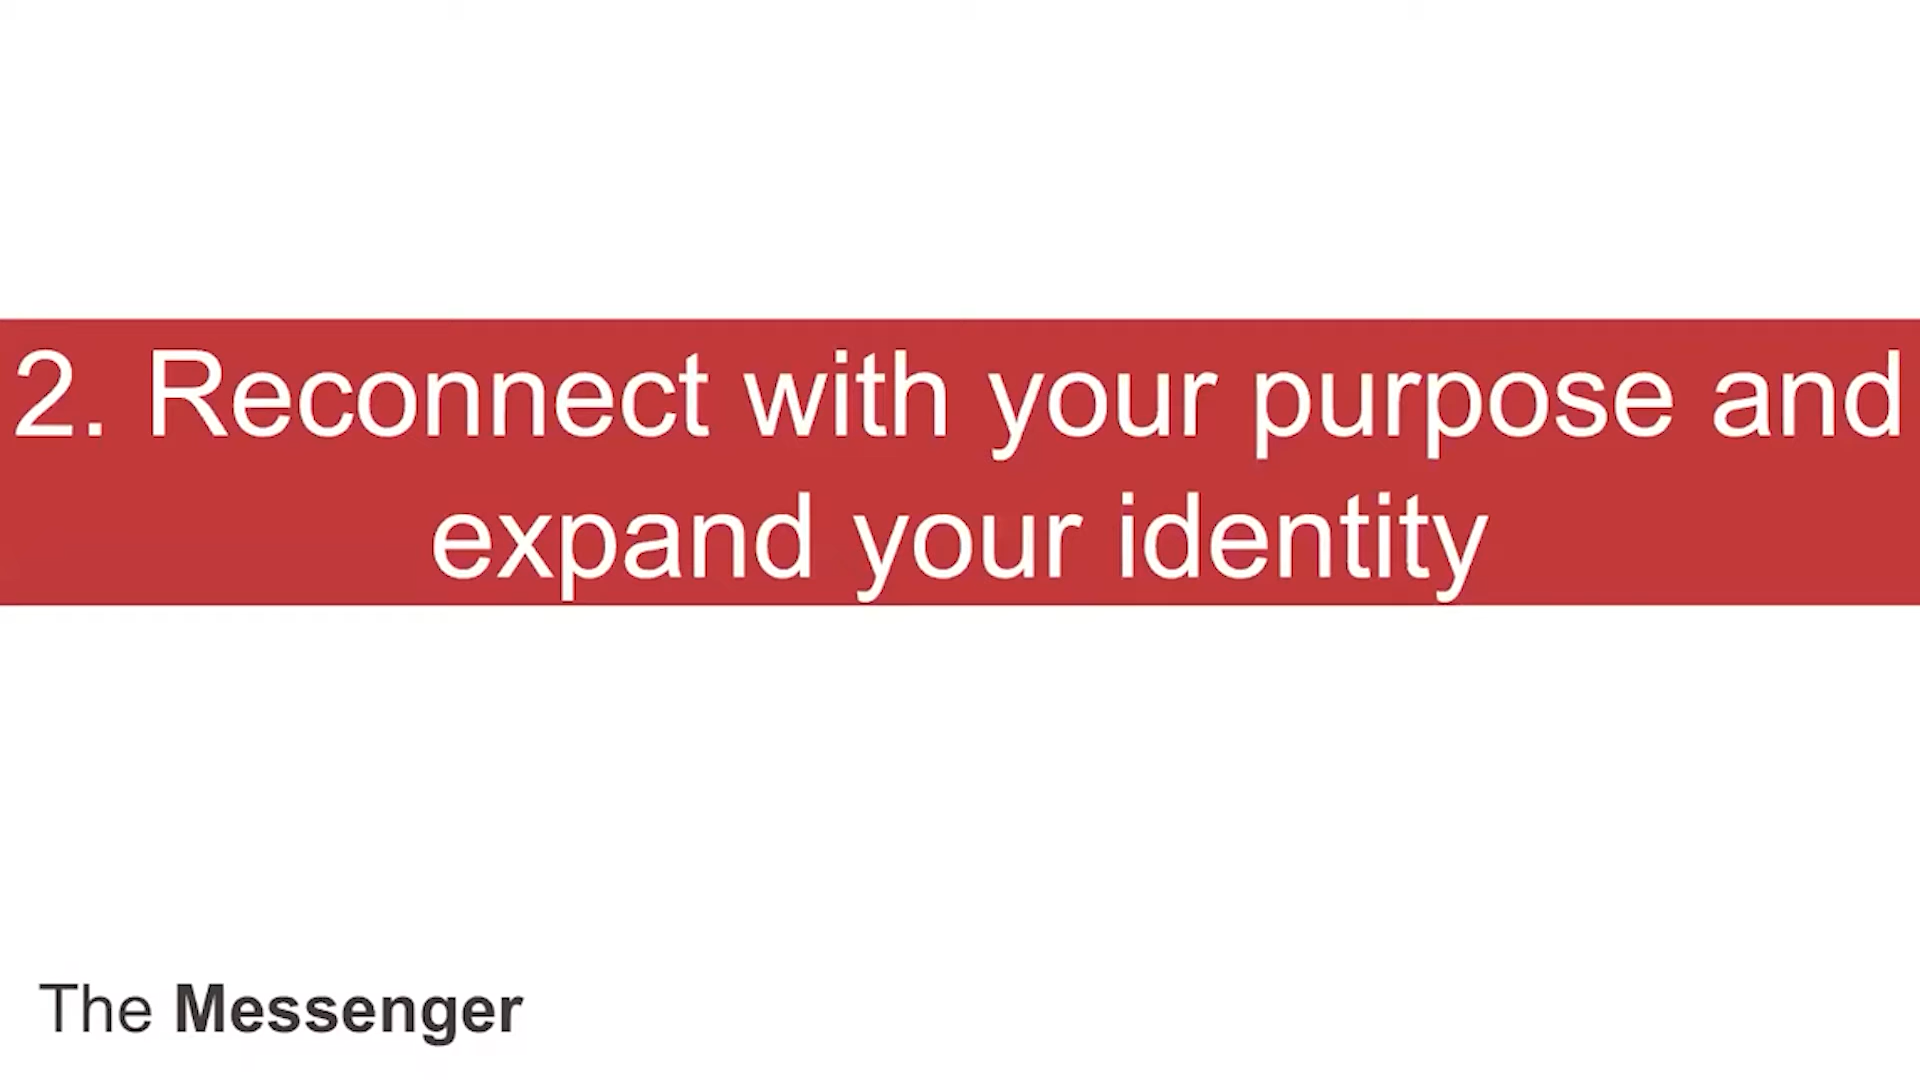 2. Reconnect with your purpose and
expand your identity
The Messenger